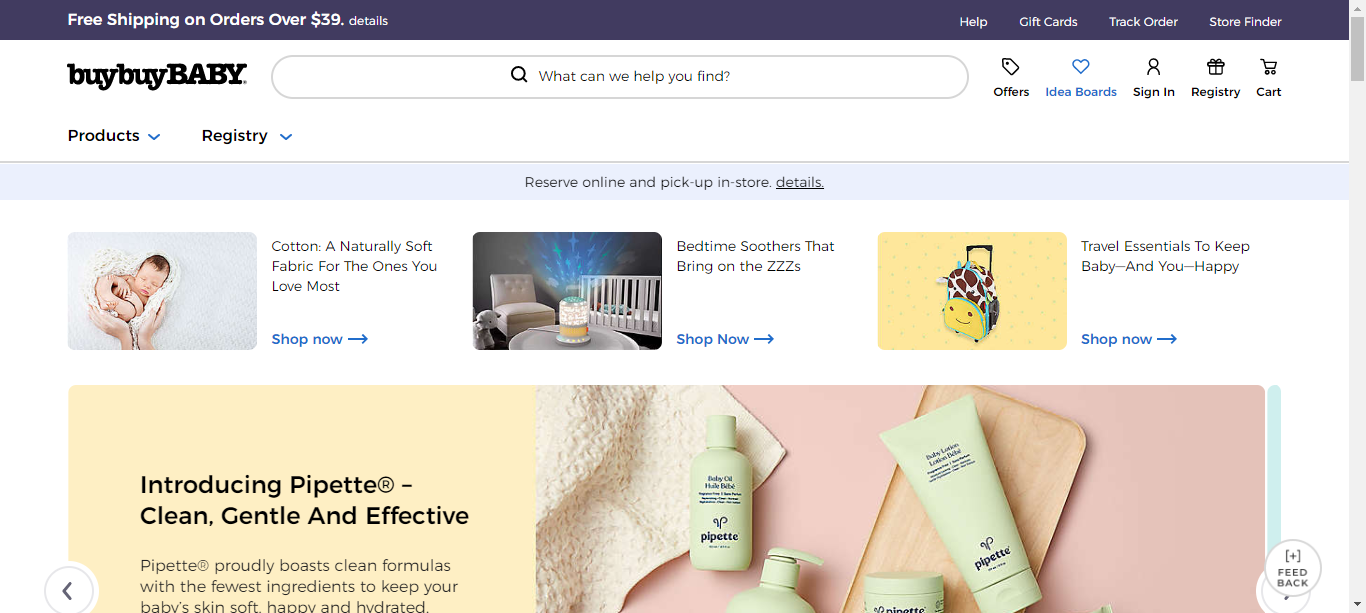 Free Shipping on Orders Over $39. details
Help
Gift Cards
Track Order
Store Finder
buybuyBABY
What can we help you find?
Offers
Idea Boards
Sign In
Registry
Cart
Products
Registry
Reserve online and pick-up in-store. details.
Cotton: A Naturally Soft
Fabric For The Ones You
Love Most
Shop now
Bedtime Soothers That
Bring on the ZZZs
Shop Now
Travel Essentials To Keep
Baby—And You—Happy
Shop now
Introducing Pipette® –
Clean, Gentle And Effective
Pipette® proudly boasts clean formulas
with the fewest ingredients to keep your
baby's skin soft, happy and hydrated.
Baby Oil
Huile Bébé
pipette
Baby Lotion
Lotion Bébé
pipette
pipette
[+]
FEED
BACK